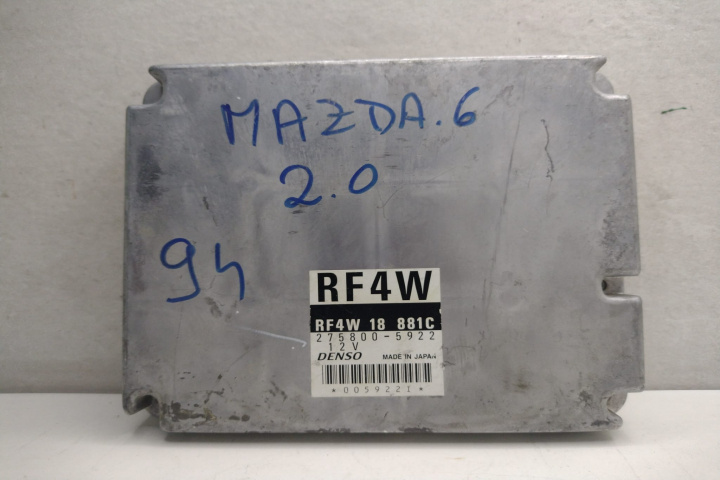 MAZDA.6
2.0
94
RF4W
RF4W 18 881C
275800-5922
12V
DENSO MADE IN JAPAN
*0059221*